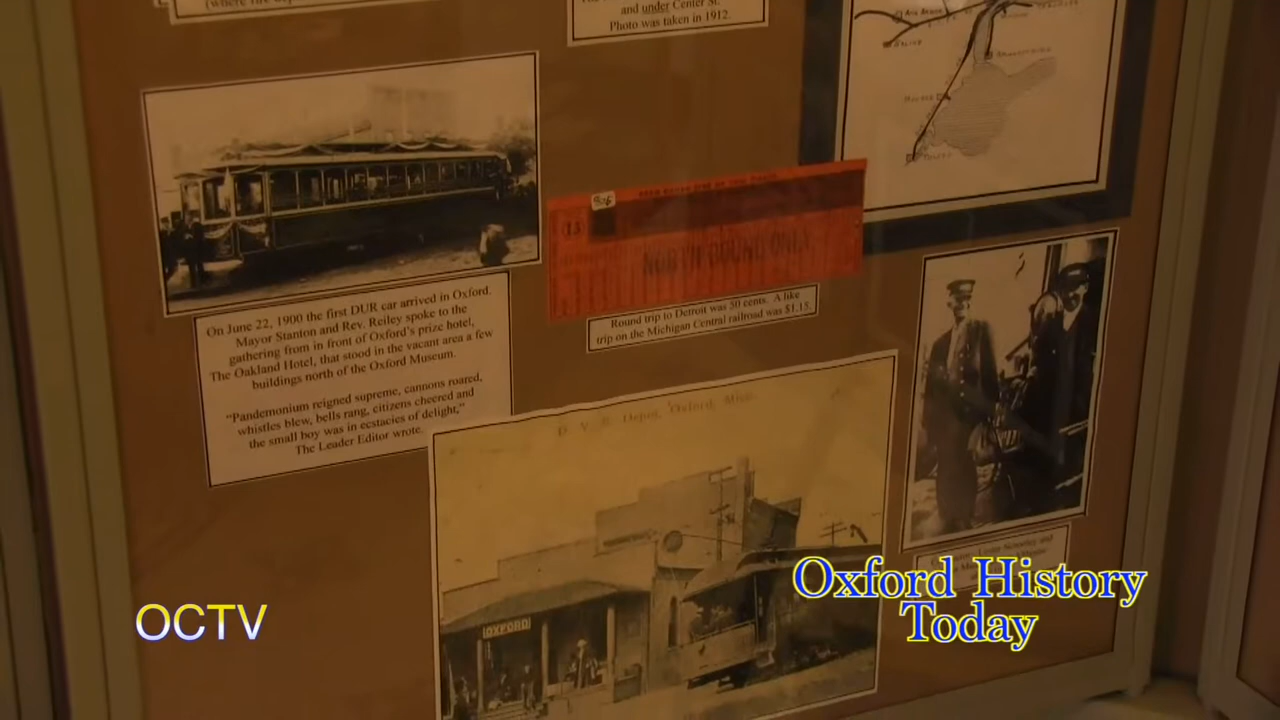 and under Center St.
Photo was taken in 1912.
TOLEDO
945
13
NORTH BOUND ONLY
Round trip to Detroit was 50 cents. A like
trip on the Michigan Central railroad was $1.15.
On June 22, 1900 the first DUR car arrived in Oxford.
Mayor Stanton and Rev. Reiley spoke to the
gathering from in front of Oxford's prize hotel,
The Oakland Hotel, that stood in the vacant area a few
buildings north of the Oxford Museum.
"Pandemonium reigned supreme, cannons roared,
whistles blew, bells rang, citizens cheered and
the small boy was in ecstacies of delight,"
The Leader Editor wrote.
D. U. R. Depot, Oxford, Mich.
OXFORD
Oxford History
Today
OCTV